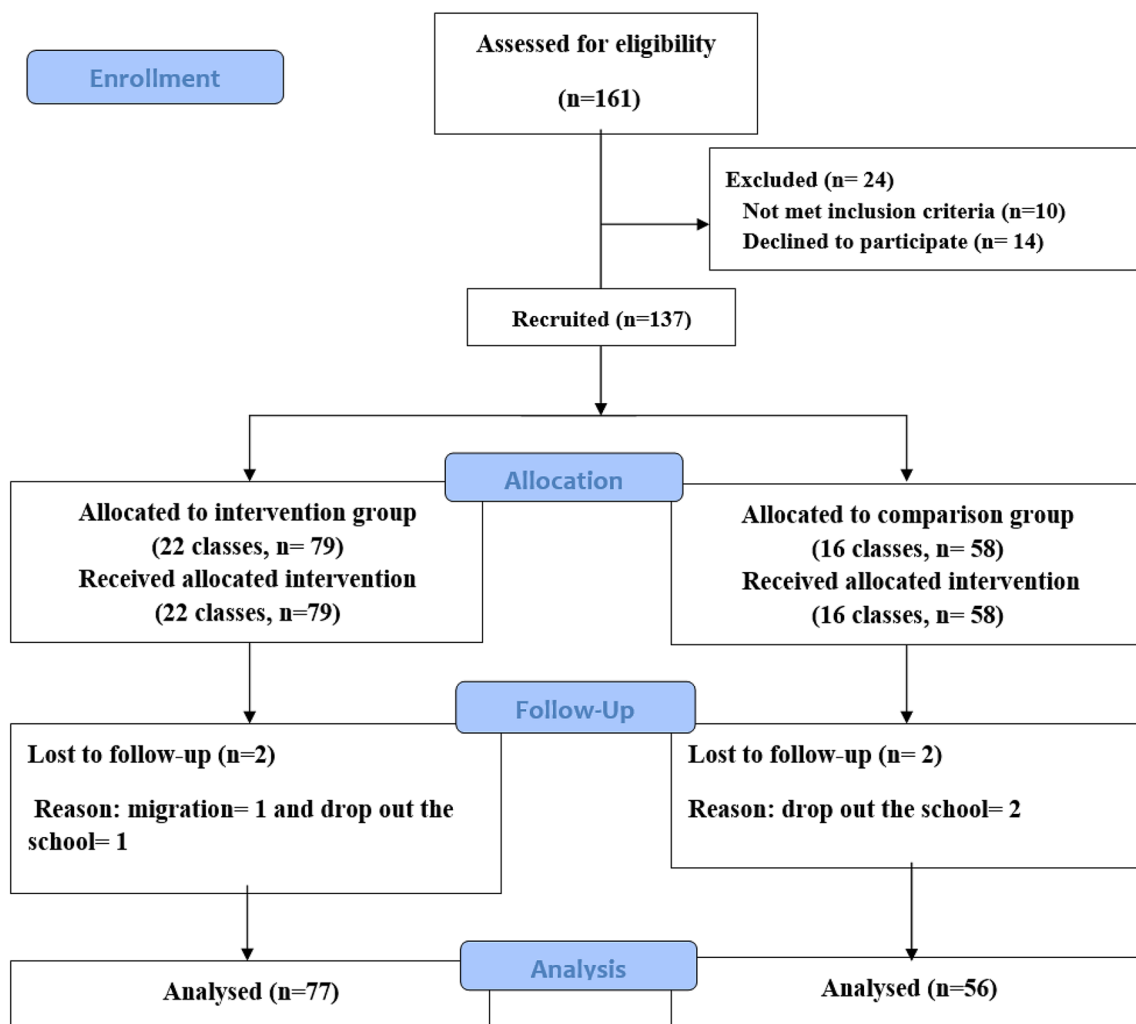 Assessed for eligibility
(n=161)
Enrollment
Excluded (n= 24)
Not met inclusion criteria (n=10)
Declined to participate (n= 14)
Recruited (n=137)
Allocation
Allocated to intervention group
(22 classes, n= 79)
Received allocated intervention
(22 classes, n=79)
Allocated to comparison group
(16 classes, n= 58)
Received allocated intervention
(16 classes, n= 58)
Follow-Up
Lost to follow-up (n=2)
Reason: migration= 1 and drop out the
school= 1
Lost to follow-up (n= 2)
Reason: drop out the school= 2
Analysis
Analysed (n=77)
Analysed (n=56)